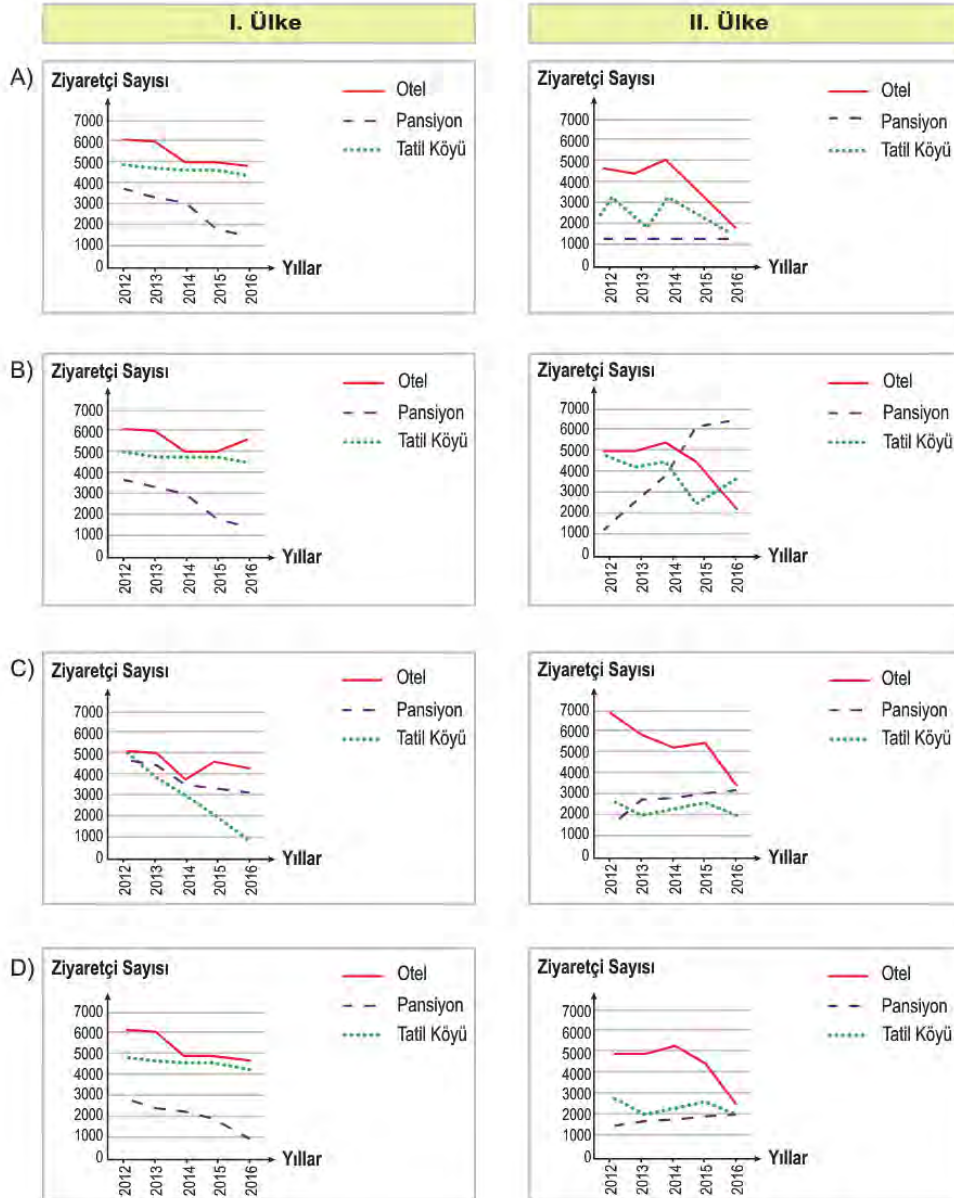 I. Ülke
II. Ülke
A)
Ziyaretçi Sayısı
Otel
Pansiyon
Tatil Köyü
7000
6000
5000
4000
3000
2000
1000
0
2012
2013
2014
2015
2016
Yıllar
Ziyaretçi Sayısı
Otel
Pansiyon
Tatil Köyü
7000
6000
5000
4000
3000
2000
1000
0
2012
2013
2014
2015
2016
Yıllar
B)
Ziyaretçi Sayısı
Otel
Pansiyon
Tatil Köyü
7000
6000
5000
4000
3000
2000
1000
0
2012
2013
2014
2015
2016
Yıllar
Ziyaretçi Sayısı
Otel
Pansiyon
Tatil Köyü
7000
6000
5000
4000
3000
2000
1000
0
2012
2013
2014
2015
2016
Yıllar
C)
Ziyaretçi Sayısı
Otel
Pansiyon
Tatil Köyü
7000
6000
5000
4000
3000
2000
1000
0
2012
2013
2014
2015
2016
Yıllar
Ziyaretçi Sayısı
Otel
Pansiyon
Tatil Köyü
7000
6000
5000
4000
3000
2000
1000
0
2012
2013
2014
2015
2016
Yıllar
D)
Ziyaretçi Sayısı
Otel
Pansiyon
Tatil Köyü
7000
6000
5000
4000
3000
2000
1000
0
2012
2013
2014
2015
2016
Yıllar
Ziyaretçi Sayısı
Otel
Pansiyon
Tatil Köyü
7000
6000
5000
4000
3000
2000
1000
0
2012
2013
2014
2015
2016
Yıllar